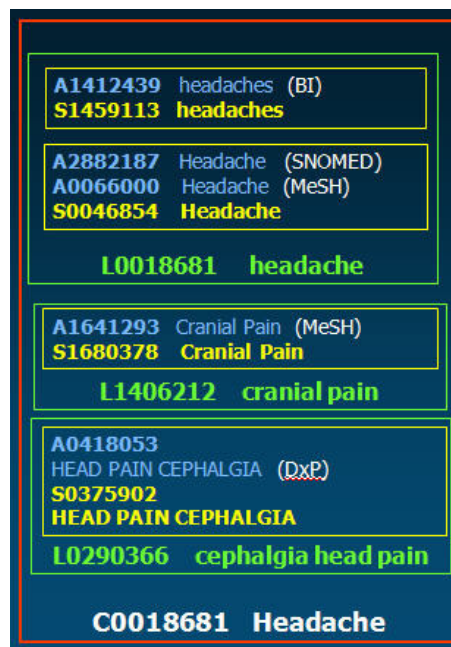 A1412439 headaches (BI)
S1459113 headaches
A2882187 Headache (SNOMED)
A0066000 Headache (MeSH)
S0046854 Headache
L0018681 headache
A1641293 Cranial Pain (MeSH)
S1680378 Cranial Pain
L1406212 cranial pain
A0418053
HEAD PAIN CEPHALGIA (DxP)
S0375902
HEAD PAIN CEPHALGIA
L0290366 cephalgia head pain
C0018681 Headache